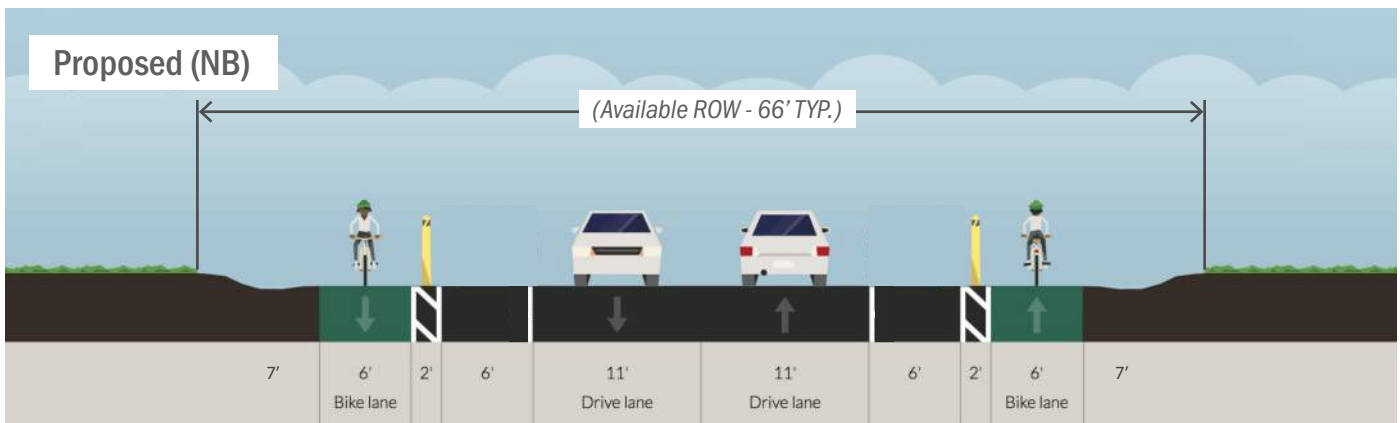 Proposed (NB)
(Available ROW - 66' TYP.)
7' 6' 2' 6' 11' 11' 6' 2' 6' 7'
Bike lane Drive lane Drive lane Bike lane